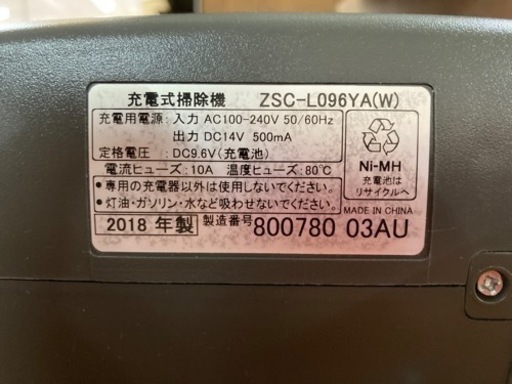 充電式掃除機 ZSC-L096YA(W)
充電用電源：入力 AC100-240V 50/60Hz
出力 DC14V 500mA
定格電圧：DC9.6V(充電池)
電流ヒューズ：10A 温度ヒューズ：80℃
●専用の充電器以外は使用しないでください。
●灯油・ガソリン・水など吸わせないでください。
2018 年製 製造番号 800780 03AU
Ni-MH
充電池は
リサイクルへ
MADE IN CHINA